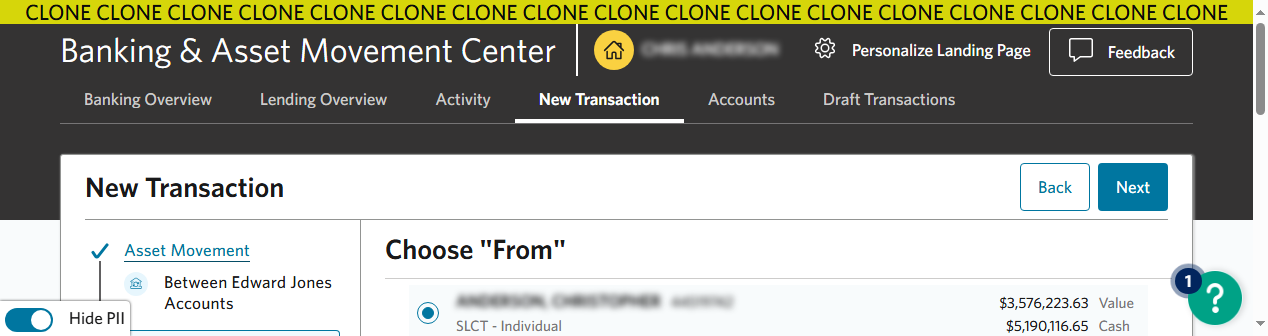 CLONE CLONE CLONE CLONE CLONE CLONE CLONE CLONE CLONE CLONE CLONE CLONE CLONE CLONE CLONE CLONE CLONE
Banking & Asset Movement Center
Personalize Landing Page
Feedback
Banking Overview Lending Overview Activity New Transaction Accounts Draft Transactions
New Transaction
Back Next
Asset Movement
Choose "From"
Between Edward Jones
Accounts
1
?
$3,576,223.63 Value
Hide PII
SLCT - Individual
$5,190,116.65 Cash